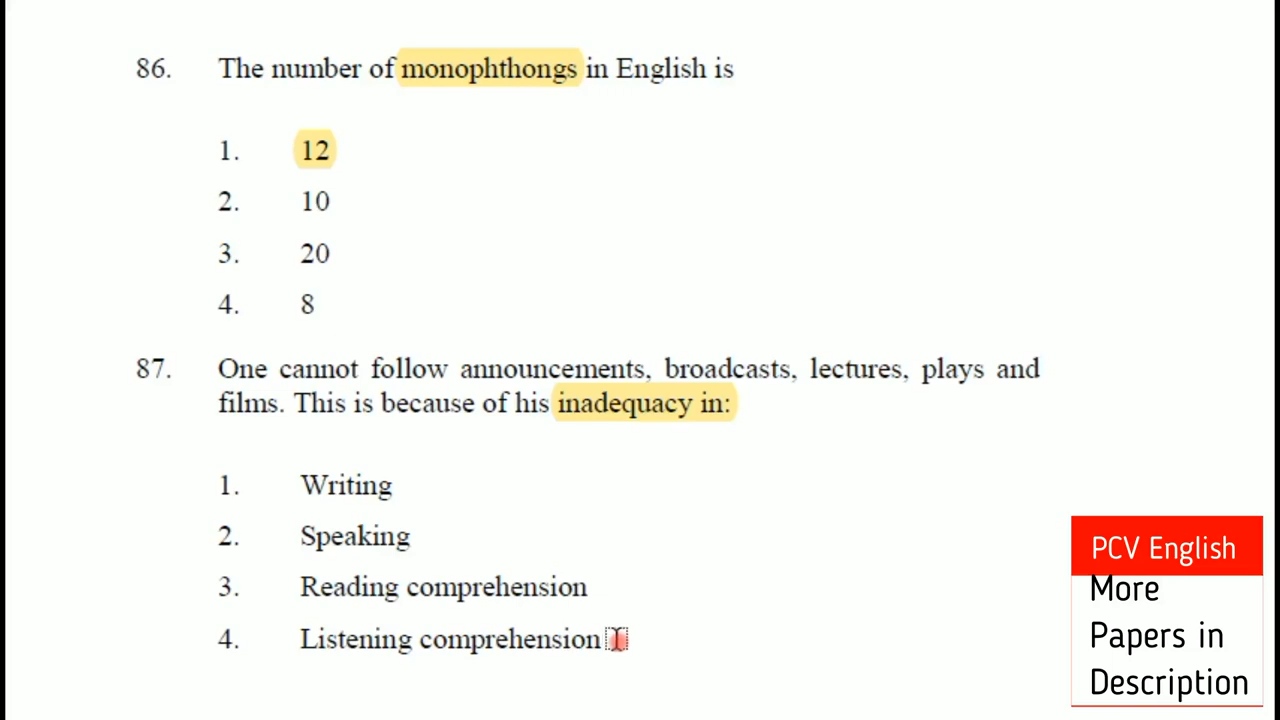 86. The number of monophthongs in English is
1. 12
2. 10
3. 20
4. 8
87. One cannot follow announcements, broadcasts, lectures, plays and
films. This is because of his inadequacy in:
1. Writing
2. Speaking
3. Reading comprehension
4. Listening comprehension
PCV English
More
Papers in
Description